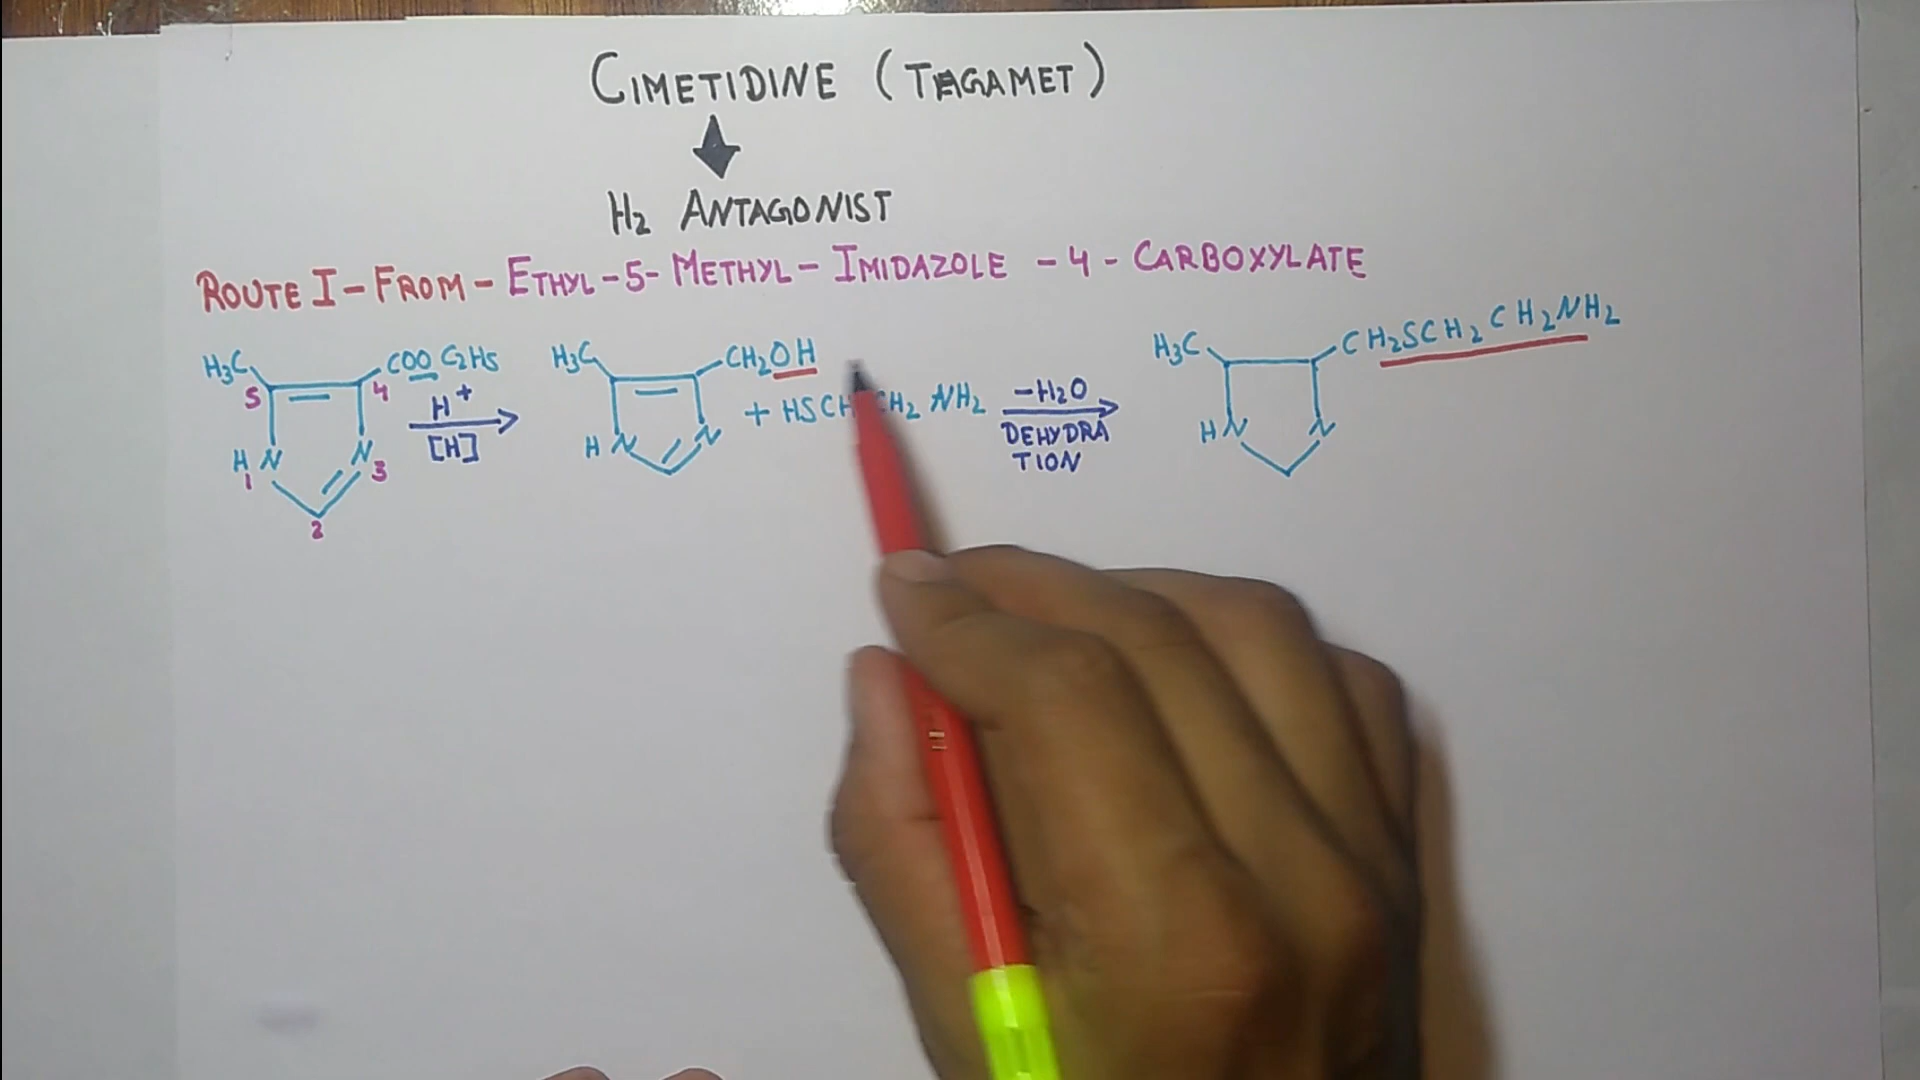 CIMETIDINE (TAGAMET)
H2 ANTAGONIST
ROUTE I - FROM - ETHYL - 5 - METHYL - IMIDAZOLE - 4 - CARBOXYLATE
H3C COO C2H5 H3C CH2OH H3C CH2SCH2CH2NH2
5 4 H+ + HSCH CH2 NH2 -H2O
[H] DEHYDRA
H N N H N N H N N
1 3 TION
2